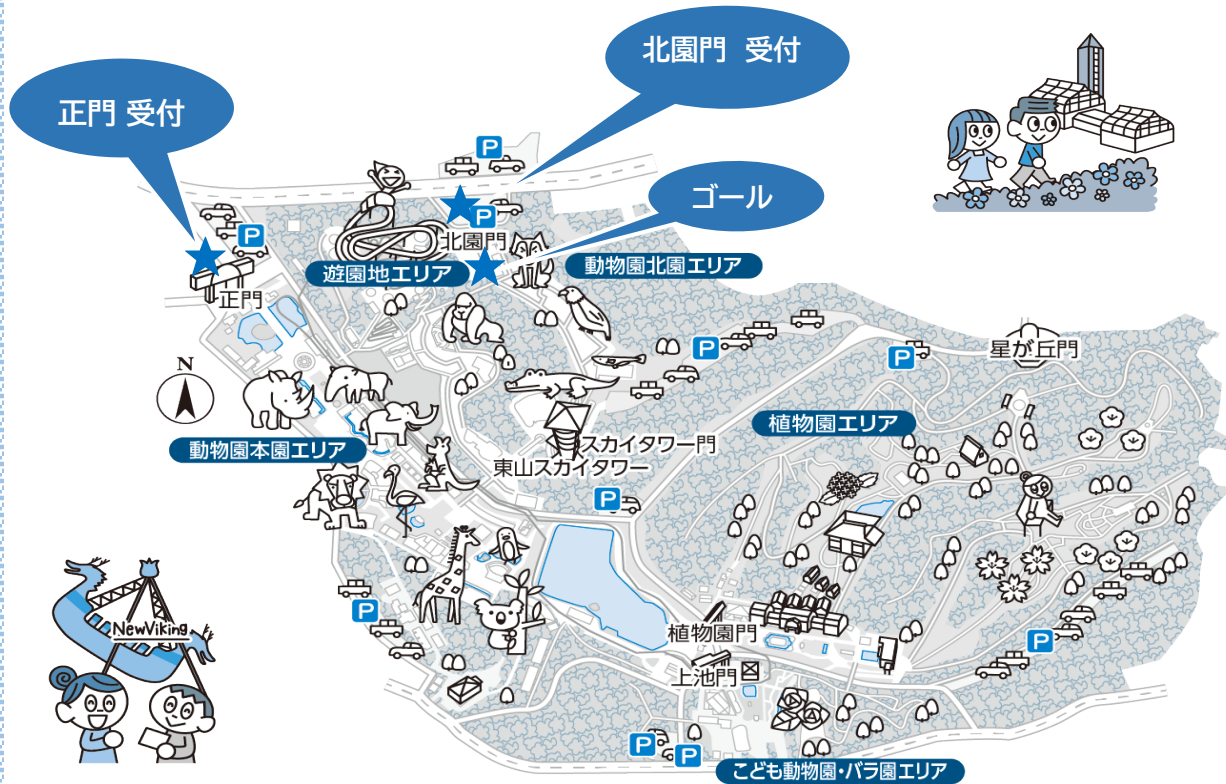 北園門 受付
正門 受付
P
ゴール
P
P
北園門
遊園地エリア
動物園北園エリア
正門
N
P
P
星が丘門
動物園本園エリア
植物園エリア
スカイタワー門
東山スカイタワー
P
P
NewViking
植物園門
P
上池門
P
P
こども動物園・バラ園エリア